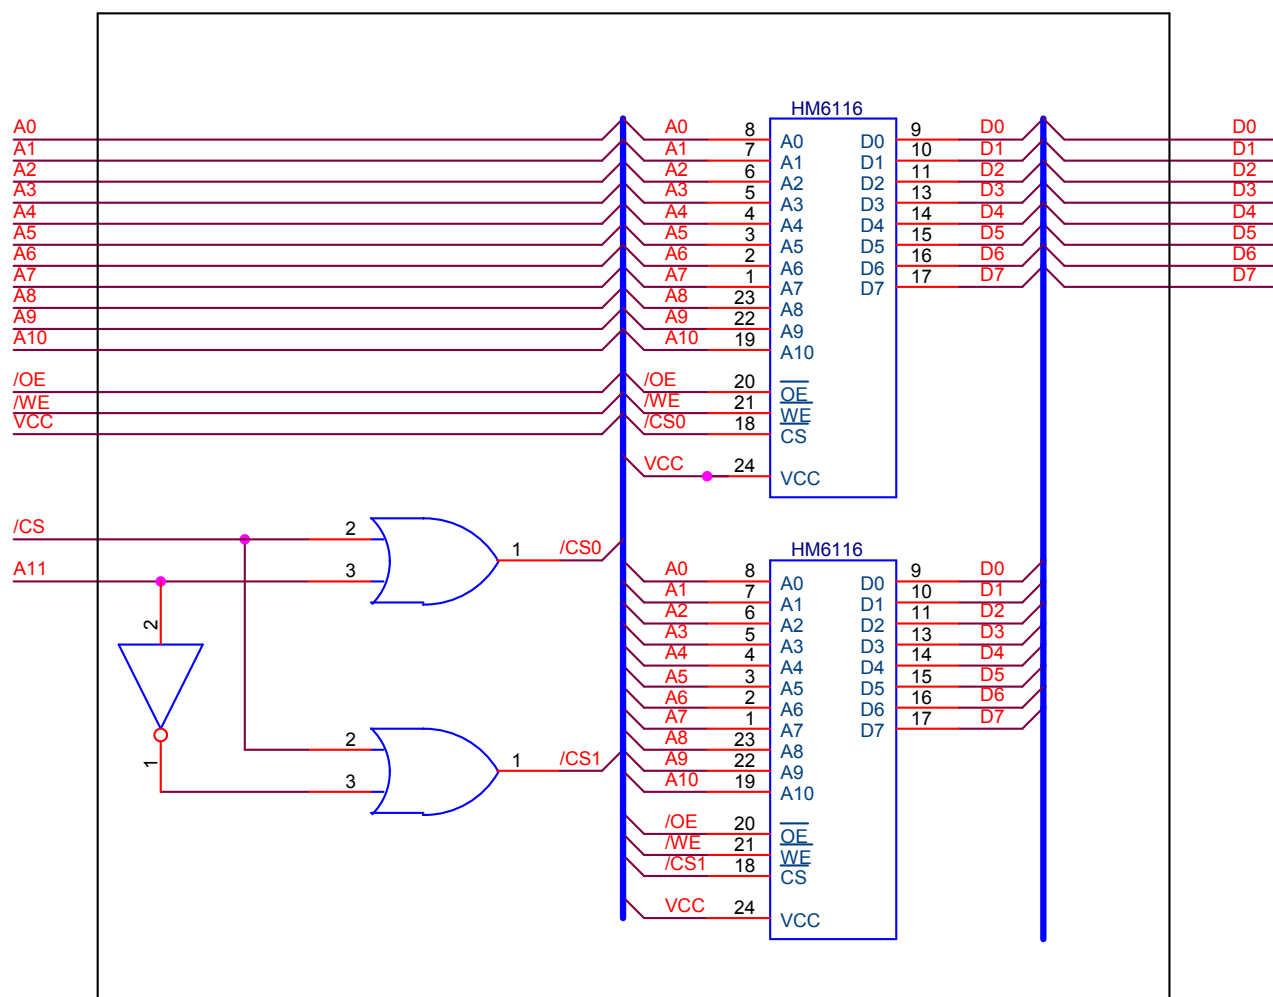 HM6116
A0 A0 8 A0 D0 9 D0 D0
A1 A1 7 A1 D1 10 D1 D1
A2 A2 6 A2 D2 11 D2 D2
A3 A3 5 A3 D3 13 D3 D3
A4 A4 4 A4 D4 14 D4 D4
A5 A5 3 A5 D5 15 D5 D5
A6 A6 2 A6 D6 16 D6 D6
A7 A7 1 A7 D7 17 D7 D7
A8 A8 23 A8
A9 A9 22 A9
A10 A10 19 A10
/OE /OE 20 OE
/WE /WE 21 WE
VCC /CS0 18 CS
VCC 24 VCC
/CS 2
1 /CS0
A11 3
HM6116
A0 8 A0 D0 9 D0
A1 7 A1 D1 10 D1
2 A2 6 A2 D2 11 D2
A3 5 A3 D3 13 D3
A4 4 A4 D4 14 D4
A5 3 A5 D5 15 D5
A6 2 A6 D6 16 D6
A7 1 A7 D7 17 D7
2 A8 23 A8
1 1 /CS1 A9 22 A9
3 A10 19 A10
/OE 20 OE
/WE 21 WE
/CS1 18 CS
VCC 24 VCC